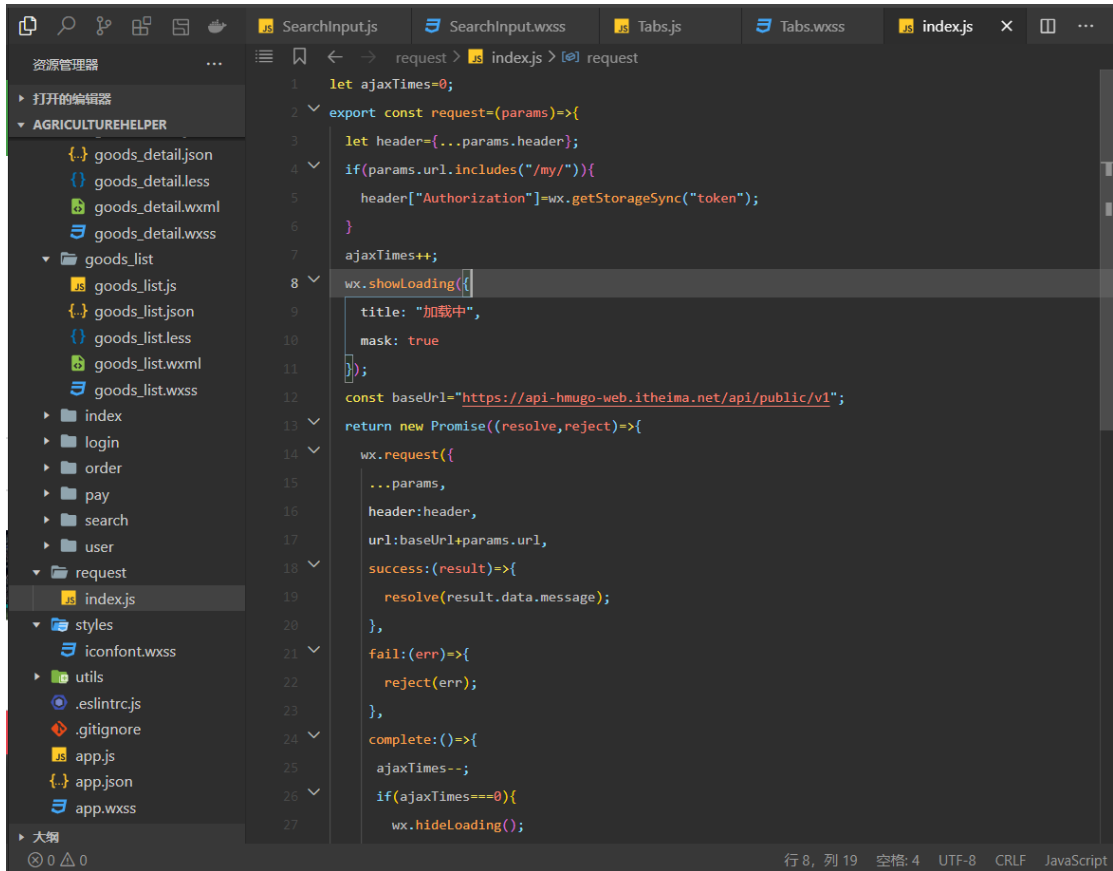 SearchInput.js
SearchInput.wxss
Tabs.js
Tabs.wxss
index.js
资源管理器
request > index.js > request
打开的编辑器
AGRICULTUREHELPER
goods_detail.json
goods_detail.less
goods_detail.wxml
goods_detail.wxss
goods_list
goods_list.js
goods_list.json
goods_list.less
goods_list.wxml
goods_list.wxss
index
login
order
pay
search
user
request
index.js
styles
iconfont.wxss
utils
.eslintrc.js
.gitignore
app.js
app.json
app.wxss
大纲
1 let ajaxTimes=0;
2 export const request=(params)=>{
3 let header={...params.header};
4 if(params.url.includes("/my/")){
5 header["Authorization"]=wx.getStorageSync("token");
6 }
7 ajaxTimes++;
8 wx.showLoading({
9 title: "加载中",
10 mask: true
11 });
12 const baseUrl="https://api-hmugo-web.itheima.net/api/public/v1";
13 return new Promise((resolve,reject)=>{
14 wx.request({
15 ...params,
16 header:header,
17 url:baseUrl+params.url,
18 success:(result)=>{
19 resolve(result.data.message);
20 },
21 fail:(err)=>{
22 reject(err);
23 },
24 complete:()=>{
25 ajaxTimes--;
26 if(ajaxTimes===0){
27 wx.hideLoading();
0 0
行 8，列 19 空格: 4 UTF-8 CRLF JavaScript